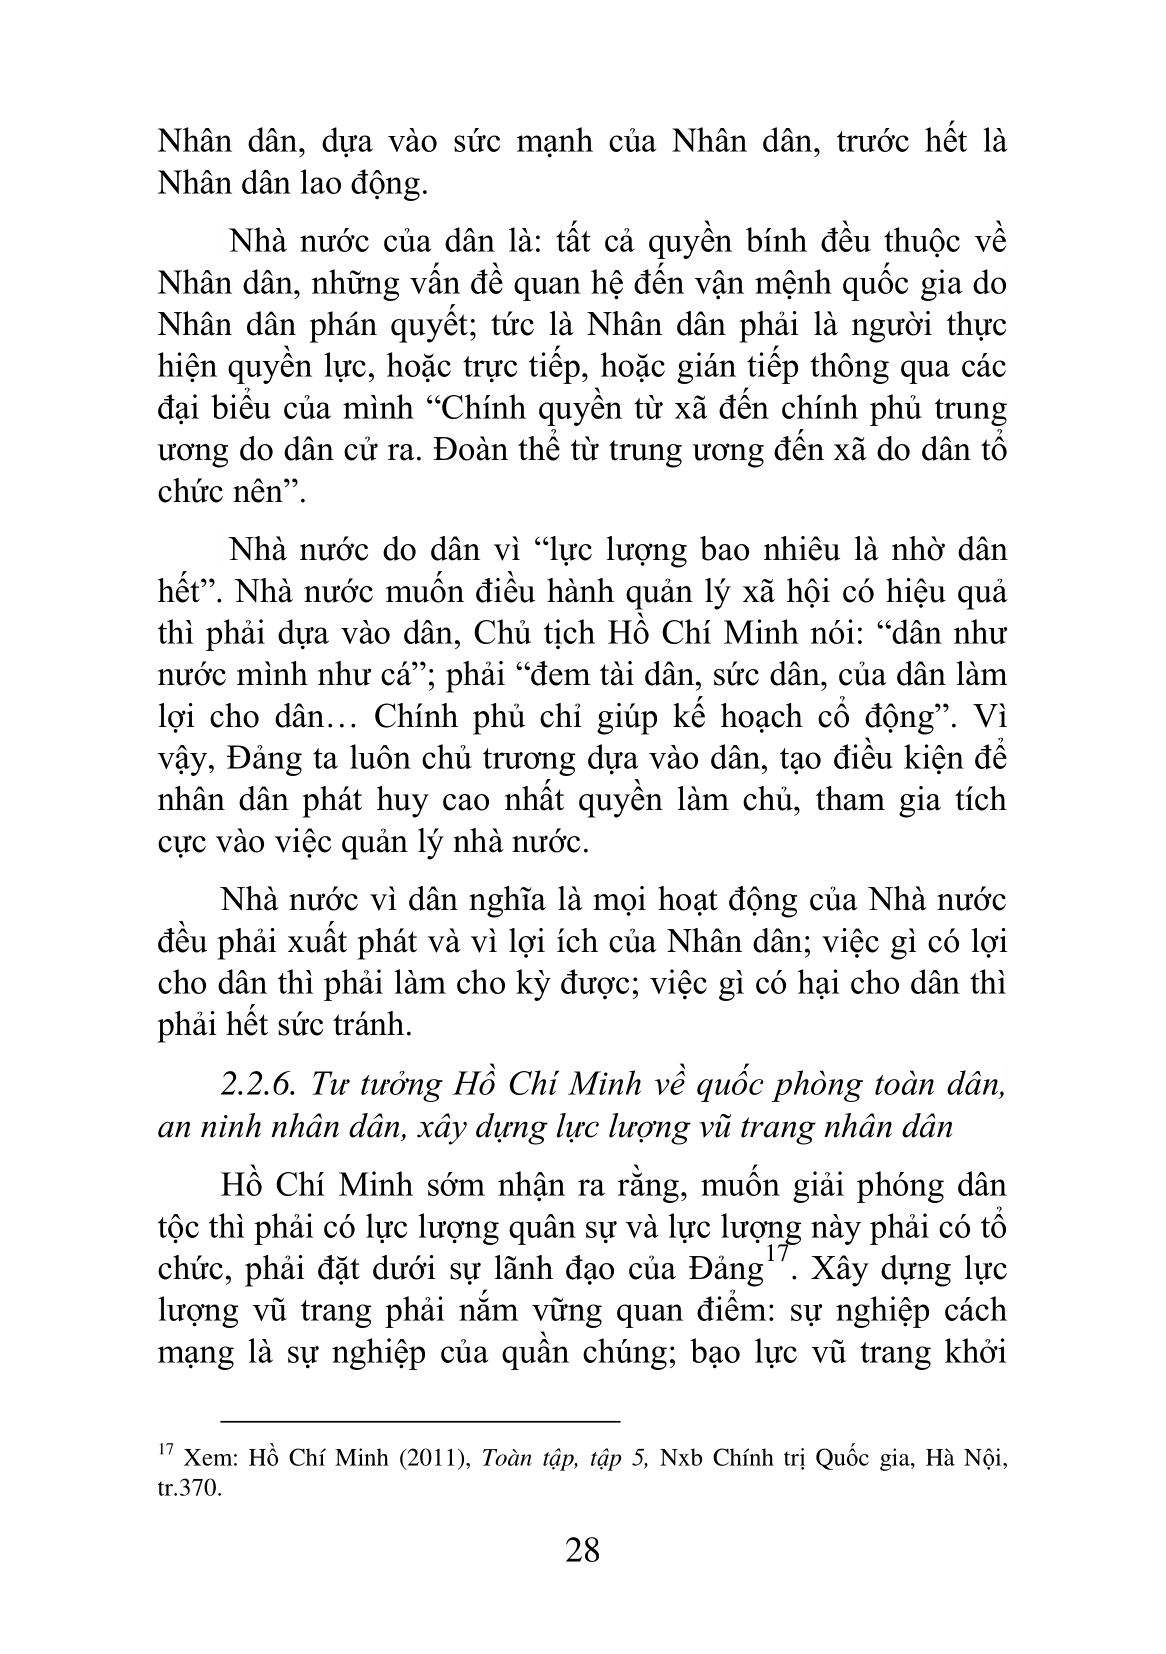 Nhân dân, dựa vào sức mạnh của Nhân dân, trước hết là
Nhân dân lao động.
Nhà nước của dân là: tất cả quyền bính đều thuộc về
Nhân dân, những vấn đề quan hệ đến vận mệnh quốc gia do
Nhân dân phán quyết; tức là Nhân dân phải là người thực
hiện quyền lực, hoặc trực tiếp, hoặc gián tiếp thông qua các
đại biểu của mình “Chính quyền từ xã đến chính phủ trung
ương do dân cử ra. Đoàn thể từ trung ương đến xã do dân tổ
chức nên”.
Nhà nước do dân vì “lực lượng bao nhiêu là nhờ dân
hết”. Nhà nước muốn điều hành quản lý xã hội có hiệu quả
thì phải dựa vào dân, Chủ tịch Hồ Chí Minh nói: “dân như
nước mình như cá”; phải “đem tài dân, sức dân, của dân làm
lợi cho dân… Chính phủ chỉ giúp kế hoạch cổ động”. Vì
vậy, Đảng ta luôn chủ trương dựa vào dân, tạo điều kiện để
nhân dân phát huy cao nhất quyền làm chủ, tham gia tích
cực vào việc quản lý nhà nước.
Nhà nước vì dân nghĩa là mọi hoạt động của Nhà nước
đều phải xuất phát và vì lợi ích của Nhân dân; việc gì có lợi
cho dân thì phải làm cho kỳ được; việc gì có hại cho dân thì
phải hết sức tránh.
2.2.6. Tư tưởng Hồ Chí Minh về quốc phòng toàn dân,
an ninh nhân dân, xây dựng lực lượng vũ trang nhân dân
Hồ Chí Minh sớm nhận ra rằng, muốn giải phóng dân
tộc thì phải có lực lượng quân sự và lực lượng này phải có tổ
chức, phải đặt dưới sự lãnh đạo của Đảng17. Xây dựng lực
lượng vũ trang phải nắm vững quan điểm: sự nghiệp cách
mạng là sự nghiệp của quần chúng; bạo lực vũ trang khởi
17 Xem: Hồ Chí Minh (2011), Toàn tập, tập 5, Nxb Chính trị Quốc gia, Hà Nội,
tr.370.
28